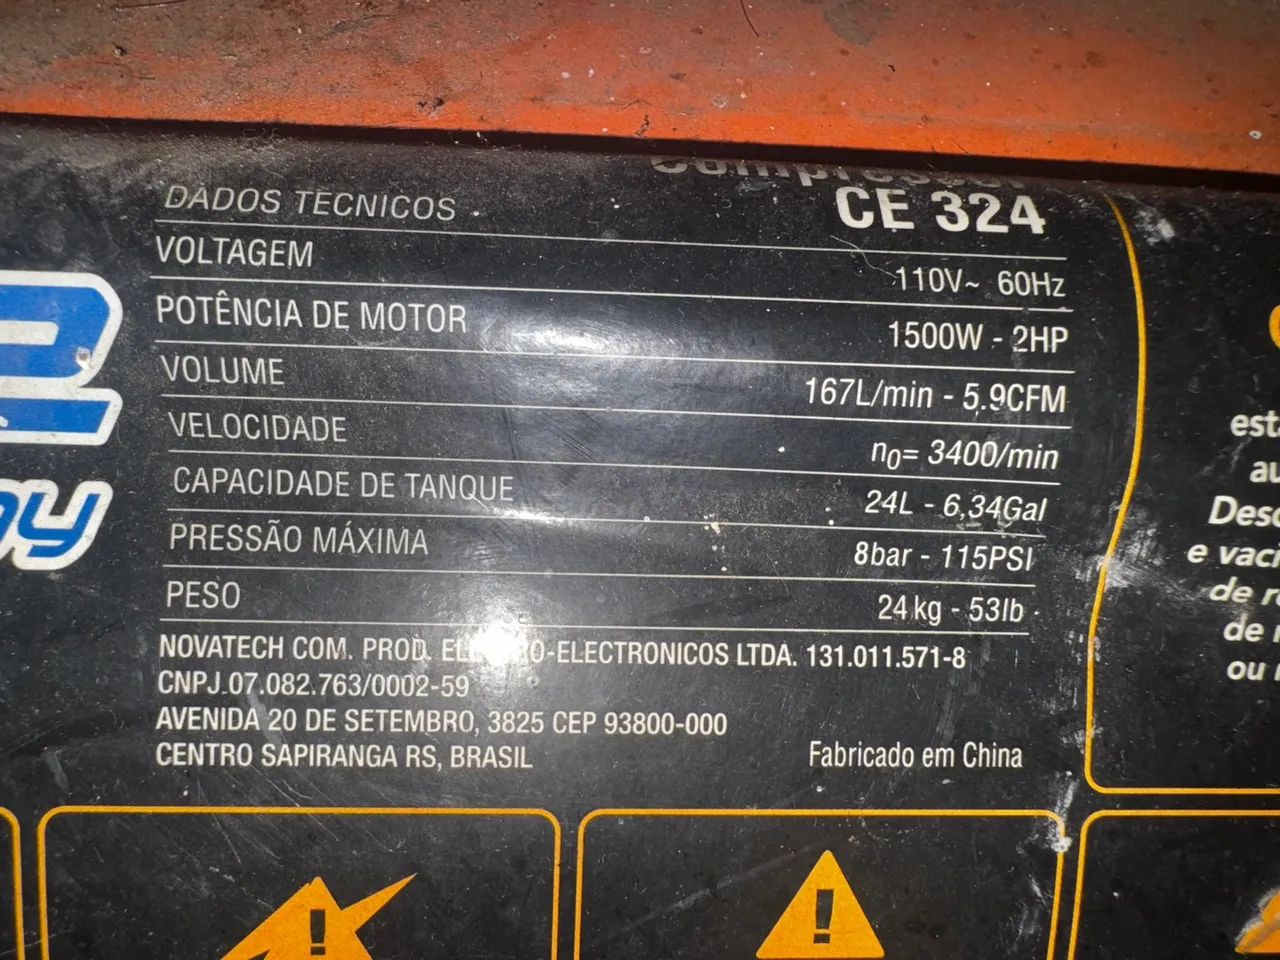 Compressor
DADOS TECNICOS
CE 324
VOLTAGEM 110V~ 60Hz
POTÊNCIA DE MOTOR 1500W - 2HP
VOLUME 167L/min - 5.9CFM
VELOCIDADE n0= 3400/min
CAPACIDADE DE TANQUE 24L - 6,34Gal
PRESSÃO MÁXIMA 8bar - 115PSI
PESO 24kg - 53lb
NOVATECH COM. PROD. ELETRO-ELECTRONICOS LTDA. 131.011.571-8
CNPJ.07.082.763/0002-59
AVENIDA 20 DE SETEMBRO, 3825 CEP 93800-000
CENTRO SAPIRANGA RS, BRASIL
Fabricado em China
2
esta
au
Desc
e vaci
de r
de
ou